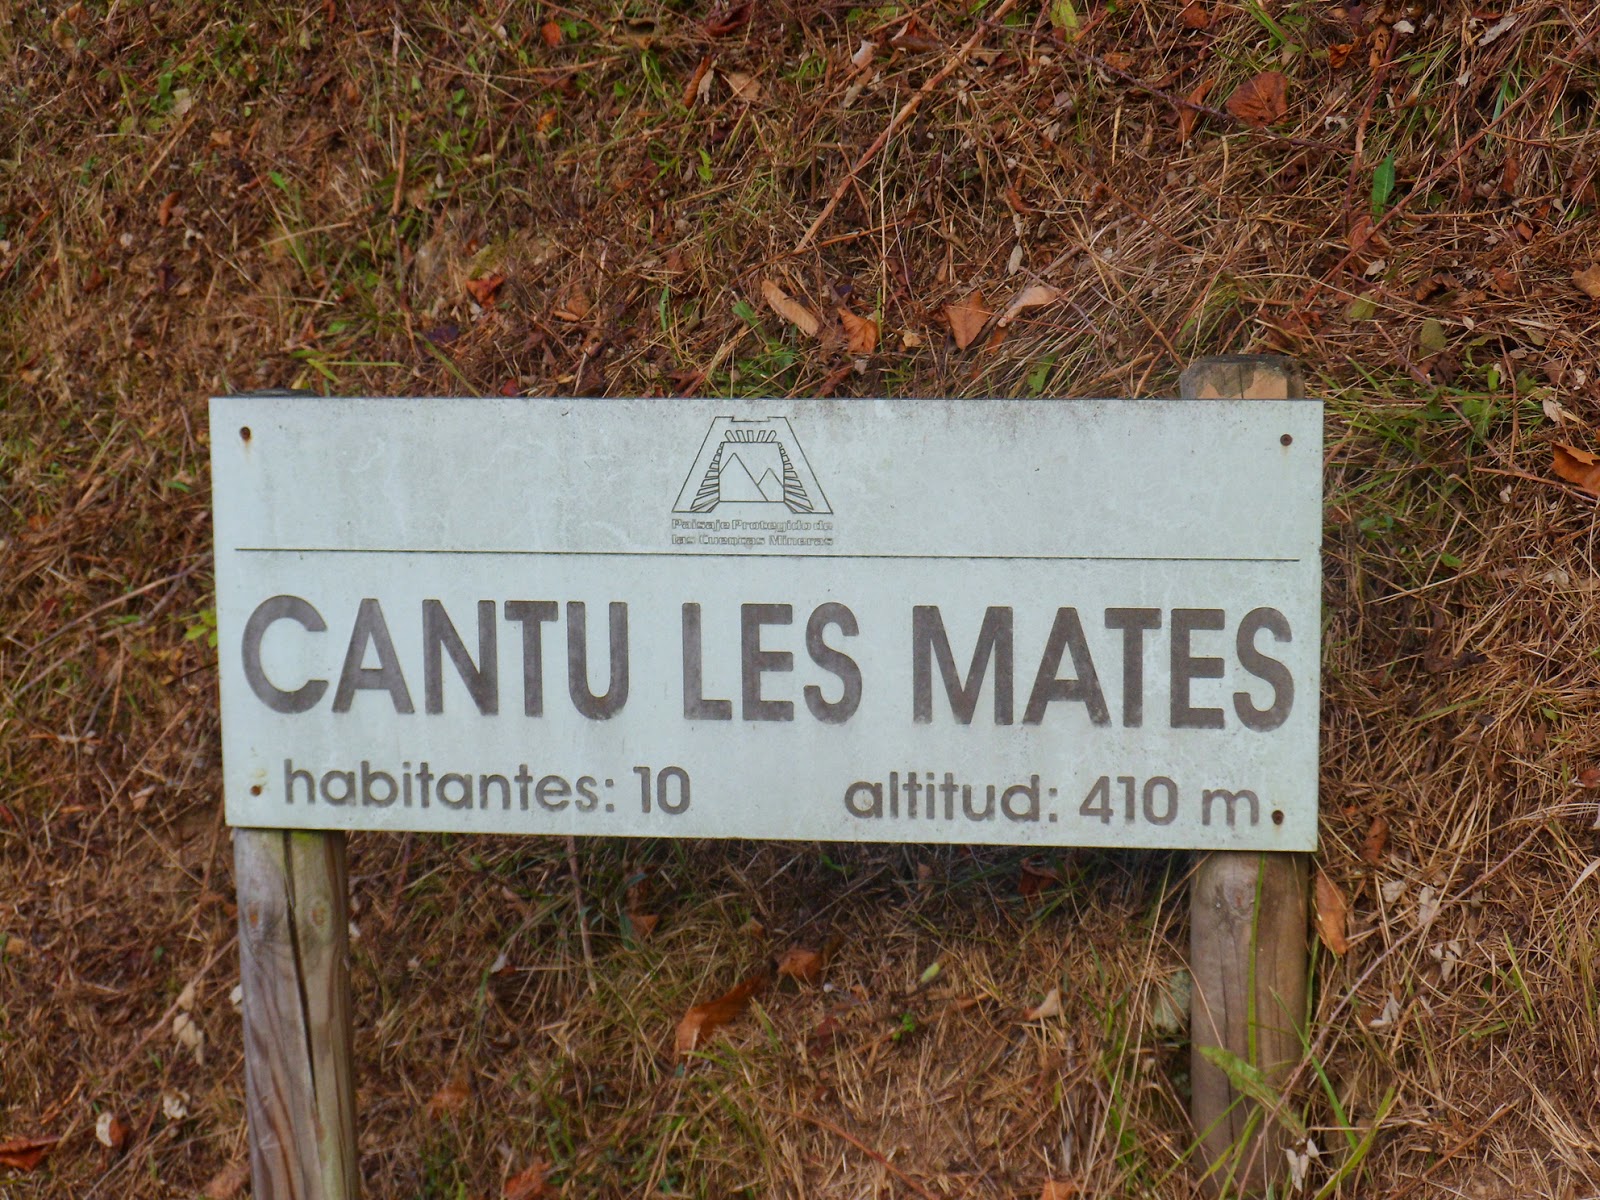 Paisaje Protegido de
las Cuencas Mineras
CANTU LES MATES
habitantes: 10 altitud: 410 m